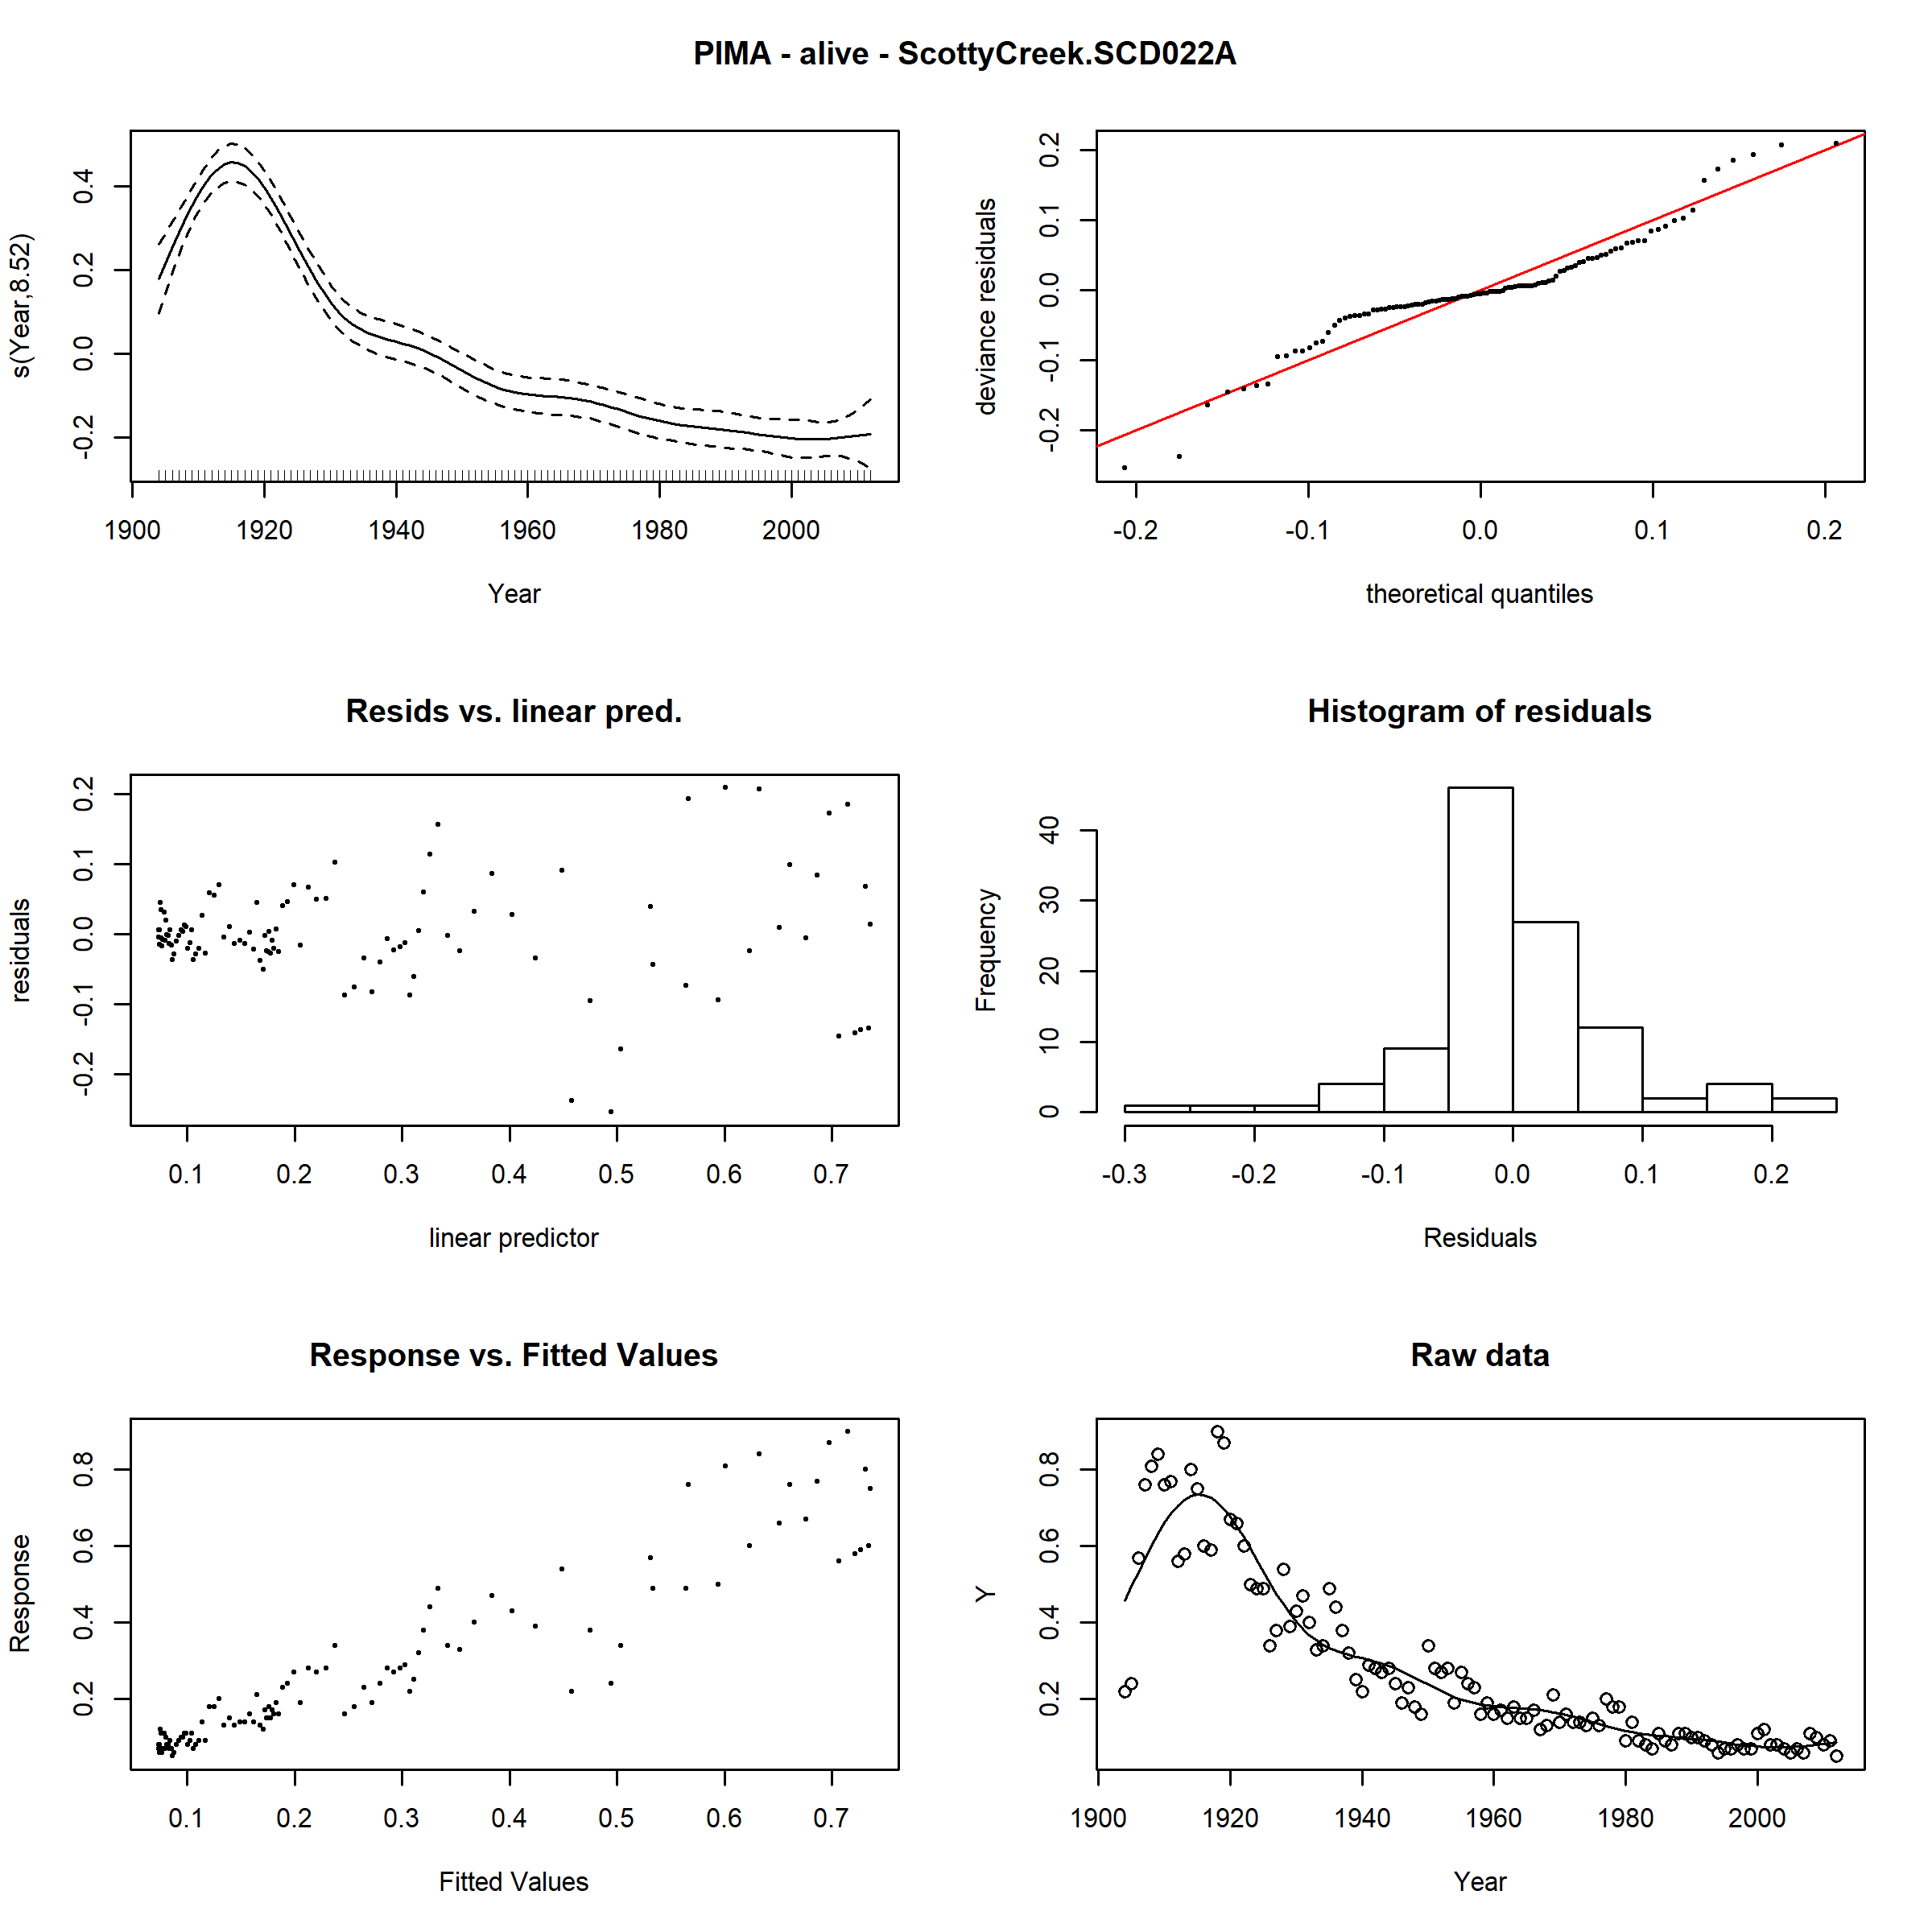 PIMA - alive - ScottyCreek.SCD022A
s(Year,8.52)
0.4
0.2
0.0
-0.2
1900 1920 1940 1960 1980 2000
Year
deviance residuals
0.2
0.1
0.0
-0.1
-0.2
-0.2 -0.1 0.0 0.1 0.2
theoretical quantiles
Resids vs. linear pred.
residuals
0.2
0.1
0.0
-0.1
-0.2
0.1 0.2 0.3 0.4 0.5 0.6 0.7
linear predictor
Histogram of residuals
Frequency
40
30
20
10
0
-0.3 -0.2 -0.1 0.0 0.1 0.2
Residuals
Response vs. Fitted Values
Response
0.8
0.6
0.4
0.2
0.1 0.2 0.3 0.4 0.5 0.6 0.7
Fitted Values
Raw data
Y
0.8
0.6
0.4
0.2
1900 1920 1940 1960 1980 2000
Year